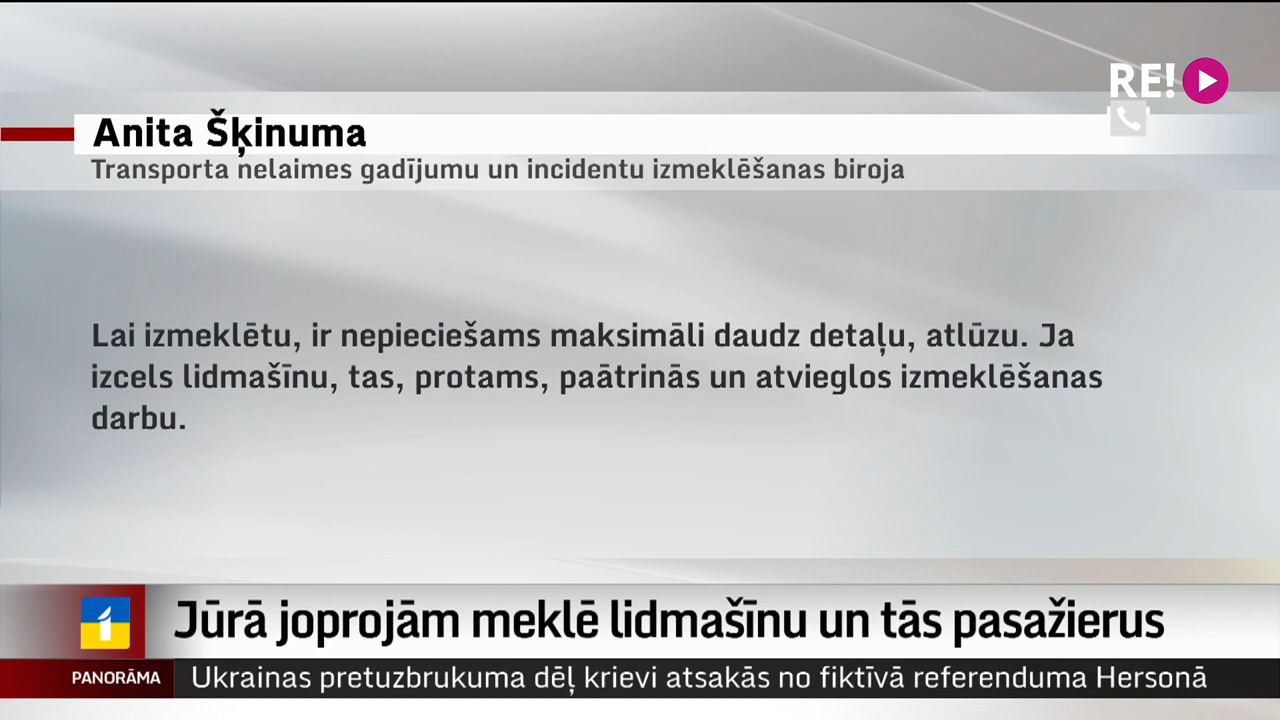 RE!
Anita Šķinuma
Transporta nelaimes gadījumu un incidentu izmeklēšanas biroja
Lai izmeklētu, ir nepieciešams maksimāli daudz detaļu, atlūzu. Ja
izcels lidmašīnu, tas, protams, paātrinās un atvieglos izmeklēšanas
darbu.
1
Jūrā joprojām meklē lidmašīnu un tās pasažierus
PANORĀMA
Ukrainas pretuzbrukuma dēļ krievi atsakās no fiktīvā referenduma Hersonā